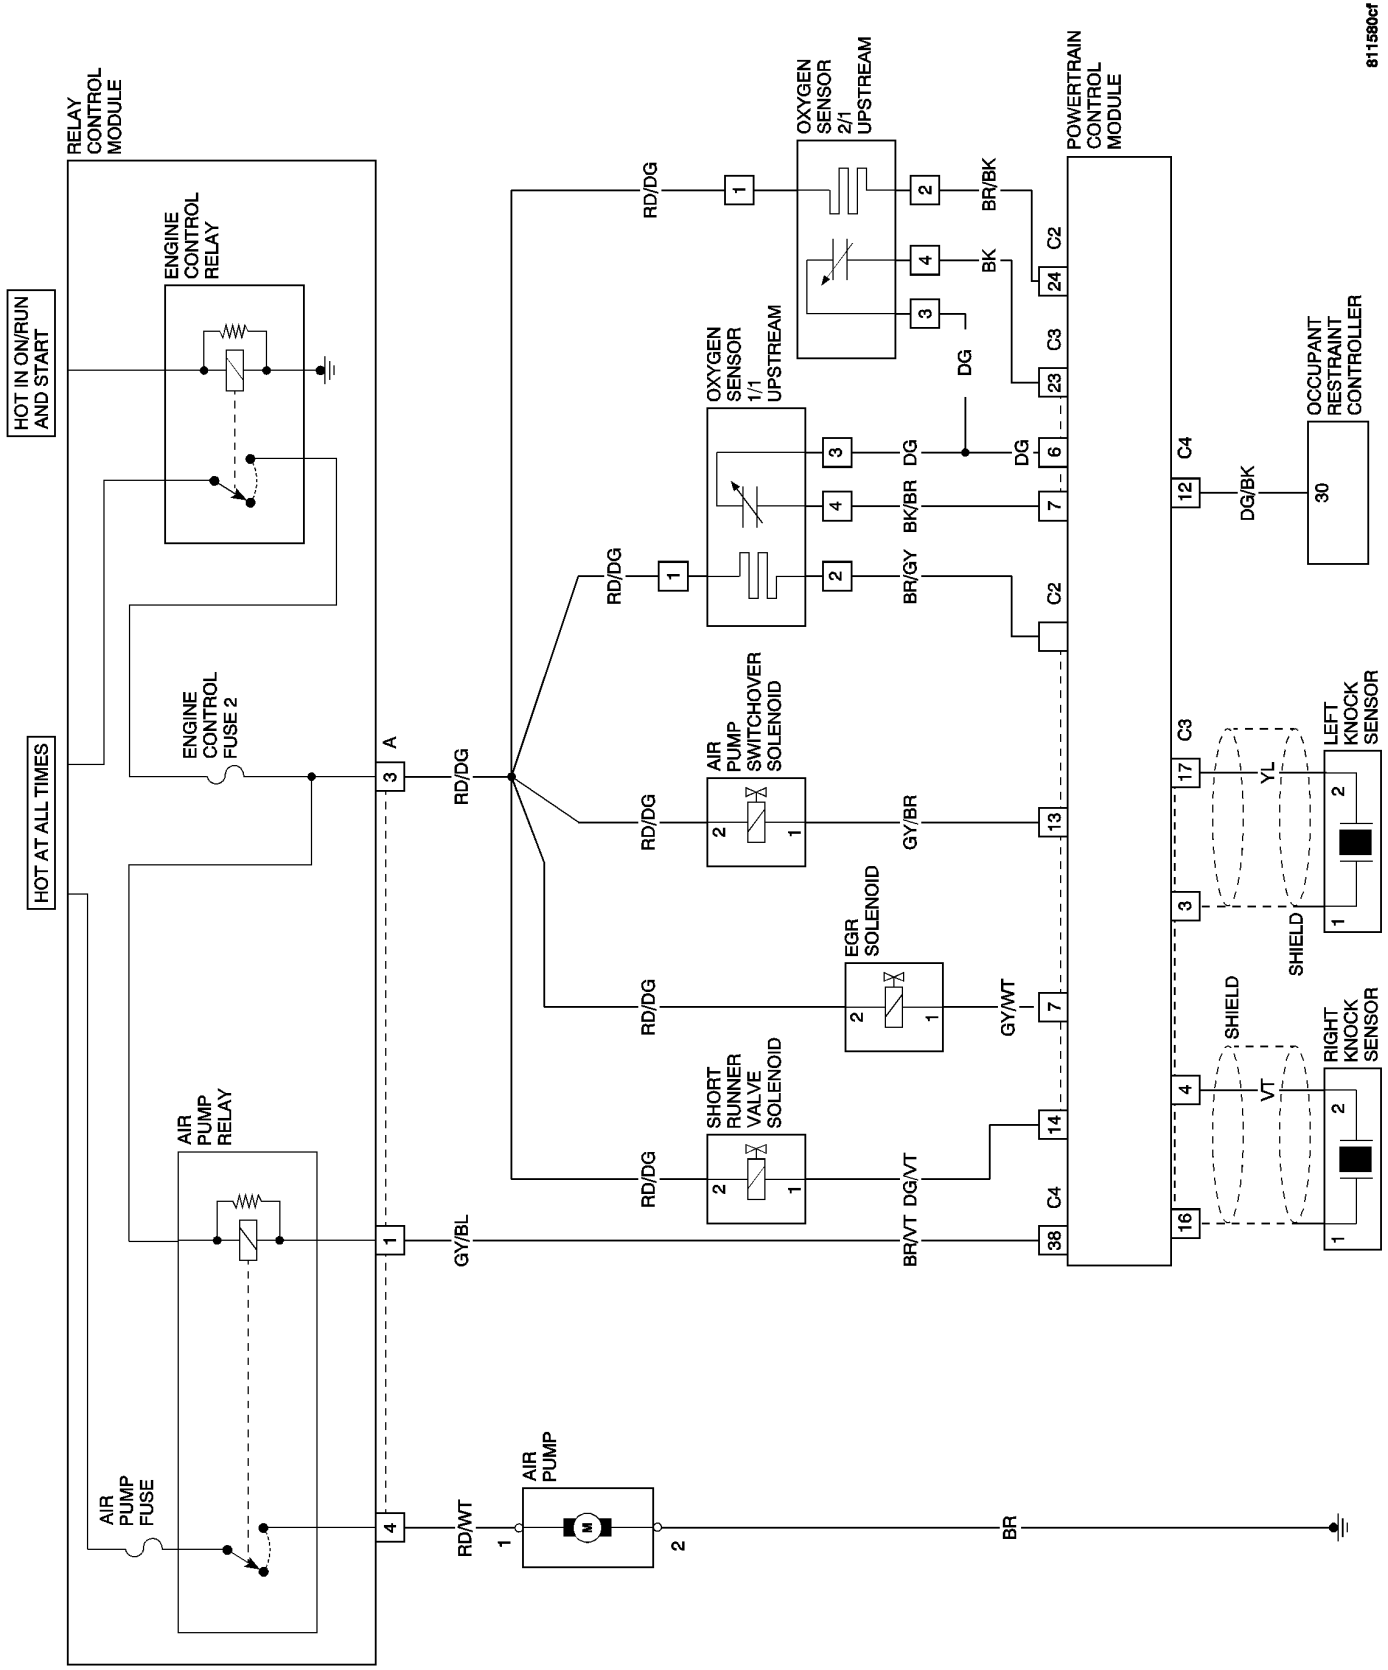 811580cf
HOT IN ON/RUN
AND START
HOT AT ALL TIMES
RELAY
CONTROL
MODULE
ENGINE
CONTROL
RELAY
ENGINE
CONTROL
FUSE 2
AIR
PUMP
RELAY
AIR
PUMP
FUSE
A
3
1
4
RD/DG
GY/BL
RD/WT
AIR
PUMP
1
M
2
BR
RD/DG
1
OXYGEN
SENSOR
2/1
UPSTREAM
2
4
3
BR/BK
BK
DG
RD/DG
1
OXYGEN
SENSOR
1/1
UPSTREAM
3
4
2
DG
DG
BK/BR
BR/GY
RD/DG
AIR
PUMP
SWITCHOVER
SOLENOID
2
1
GY/BR
RD/DG
EGR
SOLENOID
2
1
GY/WT
RD/DG
SHORT
RUNNER
VALVE
SOLENOID
2
1
DG/VT
BR/VT
POWERTRAIN
CONTROL
MODULE
24
C2
23
C3
6
7
C2
13
7
14
38
C4
12
C4
DG/BK
30
OCCUPANT
RESTRAINT
CONTROLLER
17
C3
3
YL
SHIELD
2
1
LEFT
KNOCK
SENSOR
4
16
VT
SHIELD
2
1
RIGHT
KNOCK
SENSOR